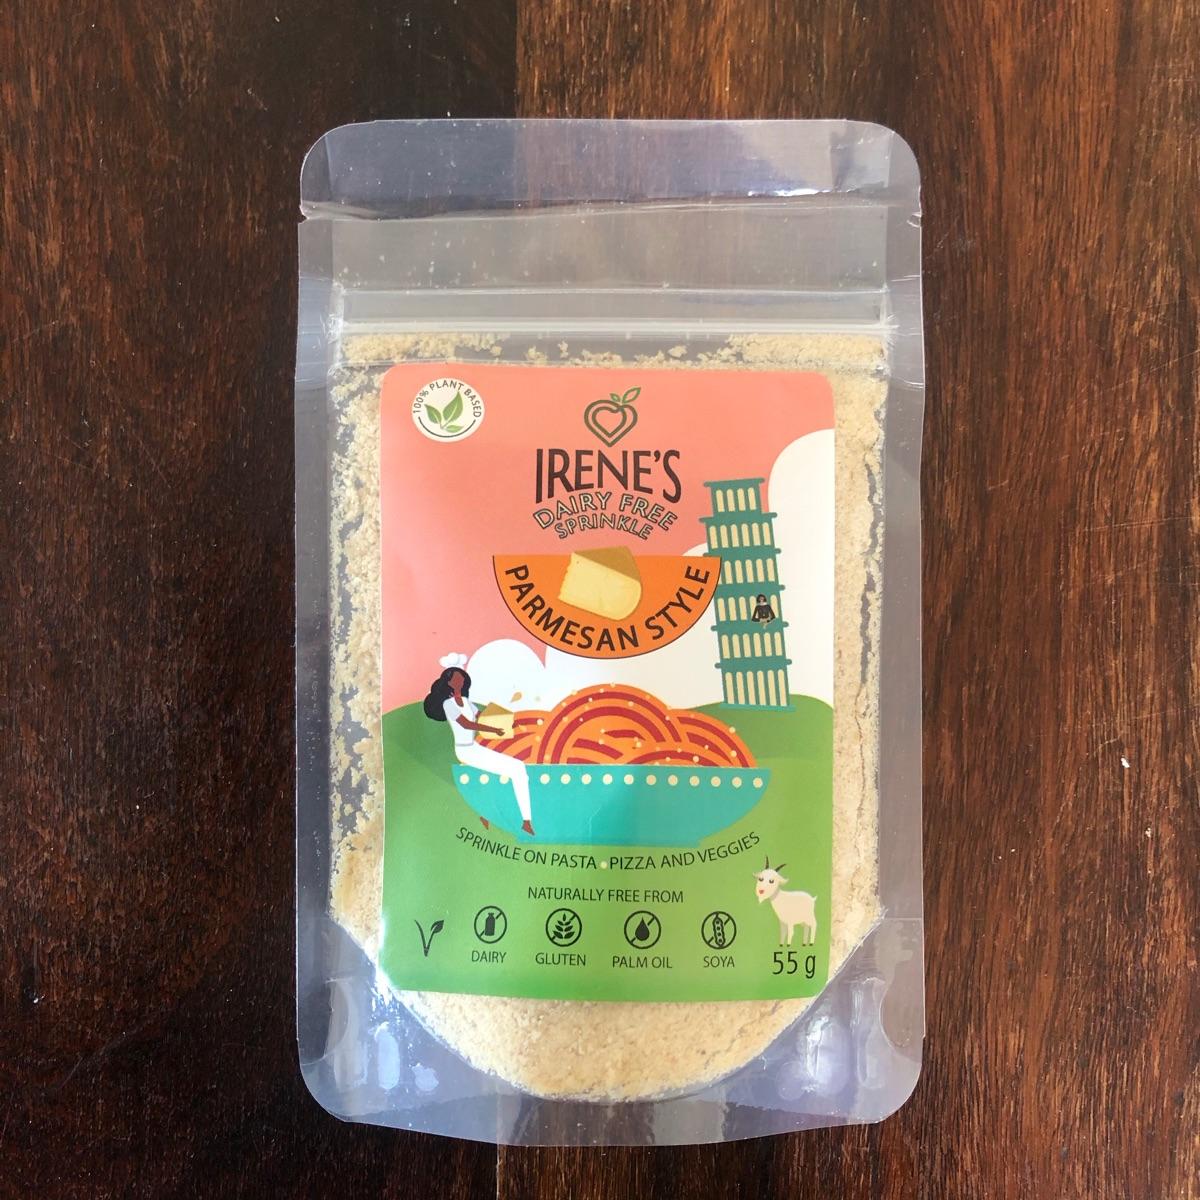 100% PLANT BASED
IRENE'S
DAIRY FREE
SPRINKLE
PARMESAN STYLE
SPRINKLE ON PASTA • PIZZA AND VEGGIES
NATURALLY FREE FROM
DAIRY
GLUTEN
PALM OIL
SOYA
55 g